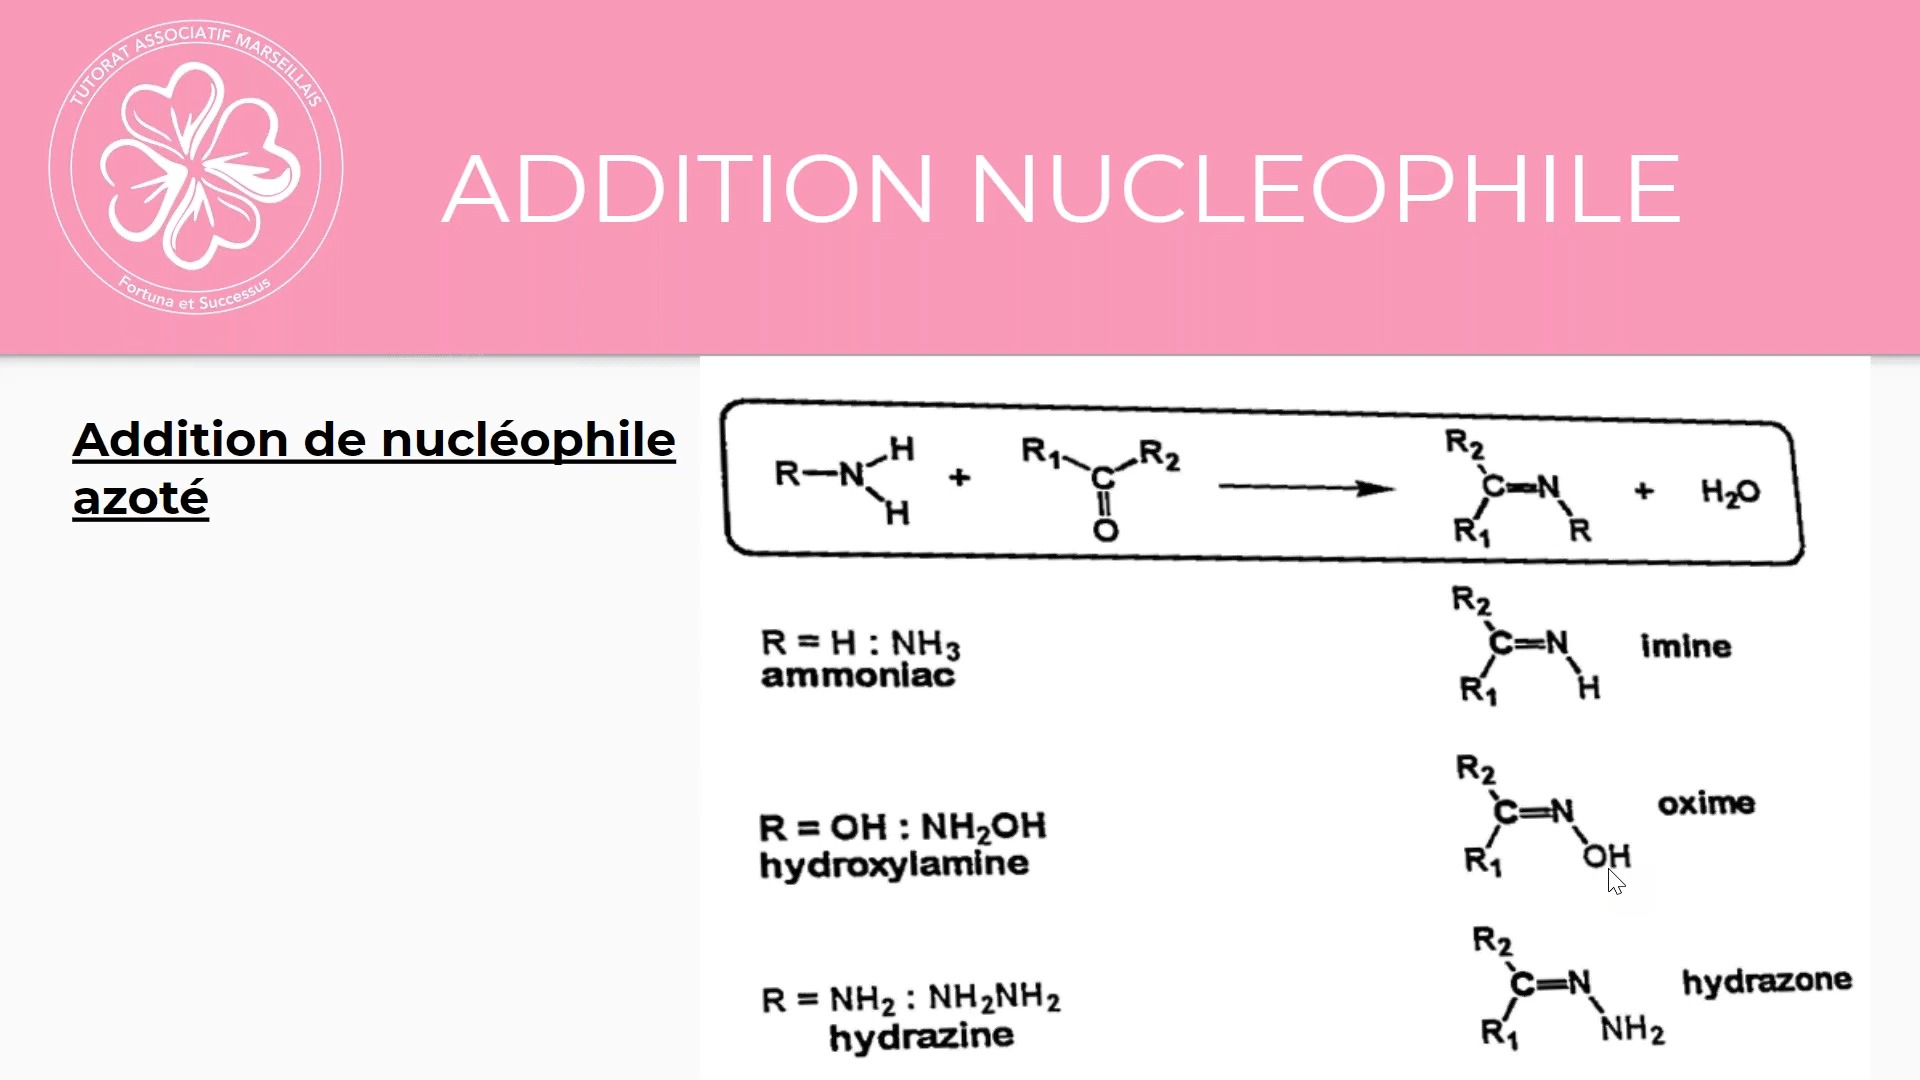 TUTORAT ASSOCIATIF MARSEILLAIS
Fortuna et Successus
ADDITION NUCLEOPHILE
Addition de nucléophile
azoté
R—N
H
H
+
R₁
C
R₂
O
R₂
C=N
R₁
R
+
H₂O
R = H : NH₃
ammoniac
R₂
C=N
R₁
H
imine
R = OH : NH₂OH
hydroxylamine
R₂
C=N
R₁
OH
oxime
R = NH₂ : NH₂NH₂
hydrazine
R₂
C=N
R₁
NH₂
hydrazone